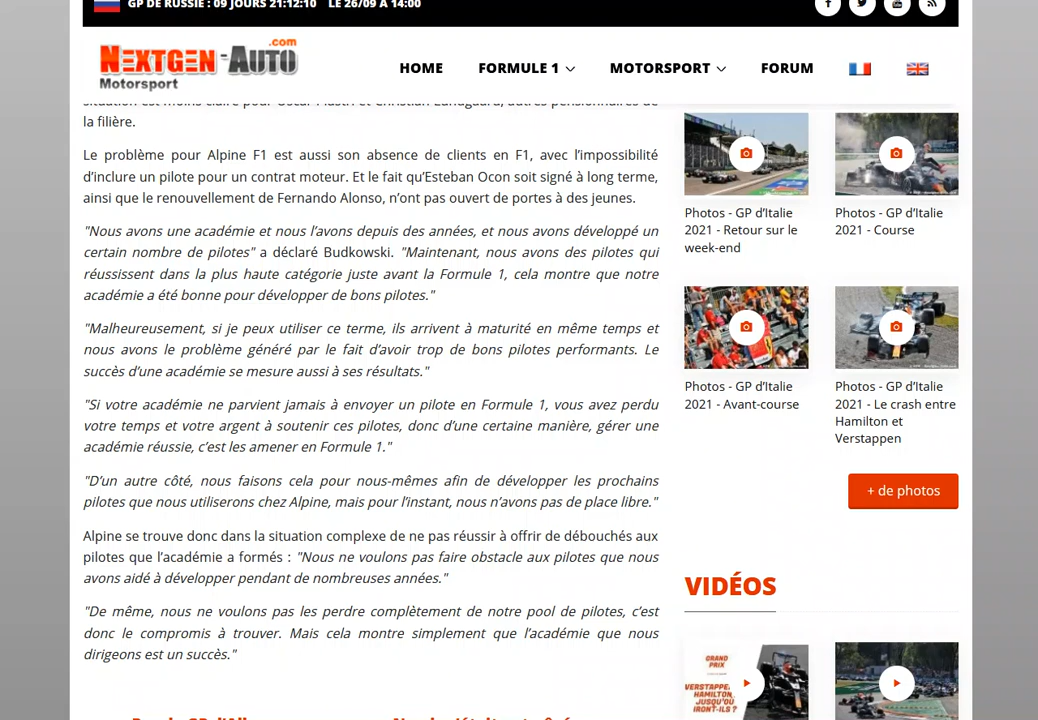 GP DE RUSSIE : 09 JOURS 21:12:10 LE 26/09 À 14:00
NEXTGEN-AUTO.com
Motorsport
HOME
FORMULE 1
MOTORSPORT
FORUM
situation est moins claire pour Oscar Piastri et Christian Lundgaard, autres pensionnaires de
la filière.
Le problème pour Alpine F1 est aussi son absence de clients en F1, avec l’impossibilité
d’inclure un pilote pour un contrat moteur. Et le fait qu’Esteban Ocon soit signé à long terme,
ainsi que le renouvellement de Fernando Alonso, n’ont pas ouvert de portes à des jeunes.
"Nous avons une académie et nous l’avons depuis des années, et nous avons développé un
certain nombre de pilotes" a déclaré Budkowski. "Maintenant, nous avons des pilotes qui
réussissent dans la plus haute catégorie juste avant la Formule 1, cela montre que notre
académie a été bonne pour développer de bons pilotes."
"Malheureusement, si je peux utiliser ce terme, ils arrivent à maturité en même temps et
nous avons le problème généré par le fait d’avoir trop de bons pilotes performants. Le
succès d’une académie se mesure aussi à ses résultats."
"Si votre académie ne parvient jamais à envoyer un pilote en Formule 1, vous avez perdu
votre temps et votre argent à soutenir ces pilotes, donc d’une certaine manière, gérer une
académie réussie, c’est les amener en Formule 1."
"D’un autre côté, nous faisons cela pour nous-mêmes afin de développer les prochains
pilotes que nous utiliserons chez Alpine, mais pour l’instant, nous n’avons pas de place libre."
Alpine se trouve donc dans la situation complexe de ne pas réussir à offrir de débouchés aux
pilotes que l’académie a formés : "Nous ne voulons pas faire obstacle aux pilotes que nous
avons aidé à développer pendant de nombreuses années."
"De même, nous ne voulons pas les perdre complètement de notre pool de pilotes, c’est
donc le compromis à trouver. Mais cela montre simplement que l’académie que nous
dirigeons est un succès."
Photos - GP d’Italie
2021 - Retour sur le
week-end
Photos - GP d’Italie
2021 - Course
Photos - GP d’Italie
2021 - Avant-course
Photos - GP d’Italie
2021 - Le crash entre
Hamilton et
Verstappen
+ de photos
VIDÉOS
GRAND
PRIX
VERSTAPPE,
HAMILTON
JUSQU’OÙ
IRONT-ILS ?